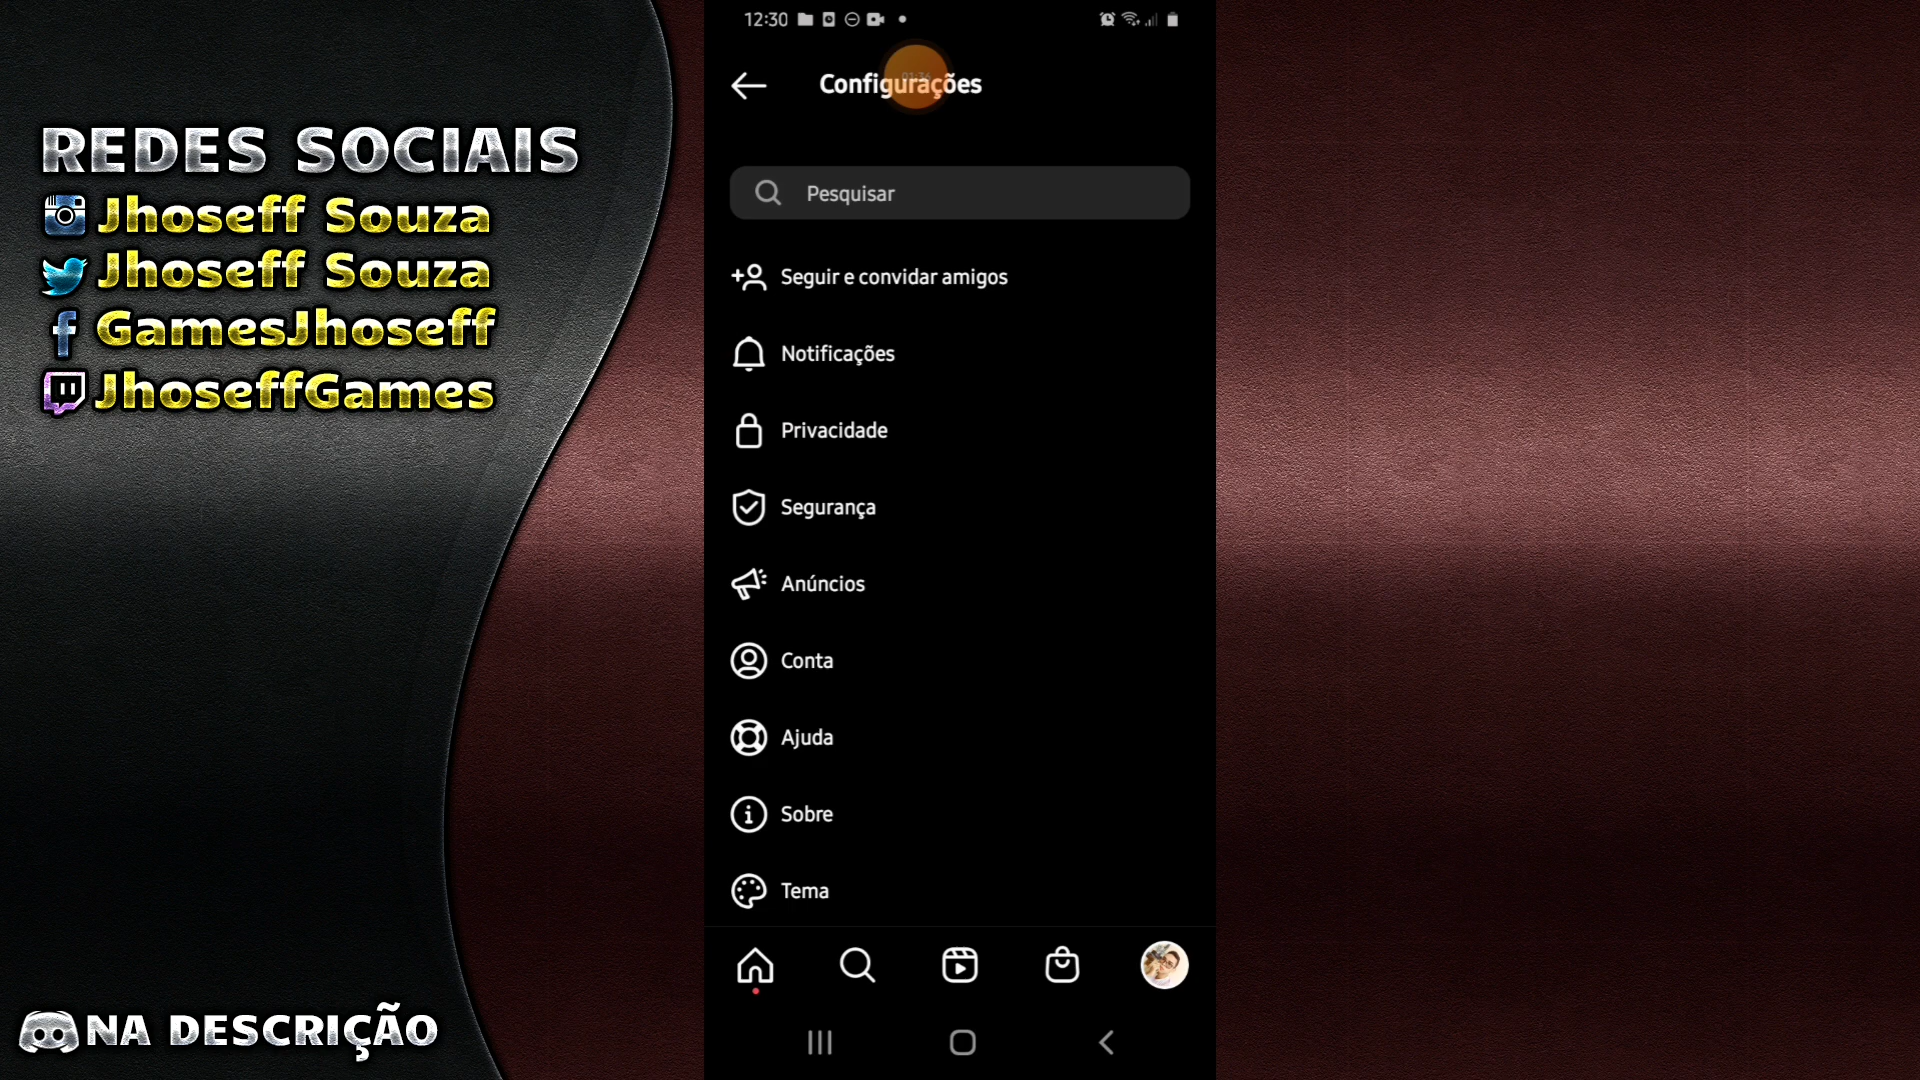 REDES SOCIAIS
Jhoseff Souza
Jhoseff Souza
GamesJhoseff
JhoseffGames
NA DESCRIÇÃO
12:30
Configurações
Pesquisar
Seguir e convidar amigos
Notificações
Privacidade
Segurança
Anúncios
Conta
Ajuda
Sobre
Tema